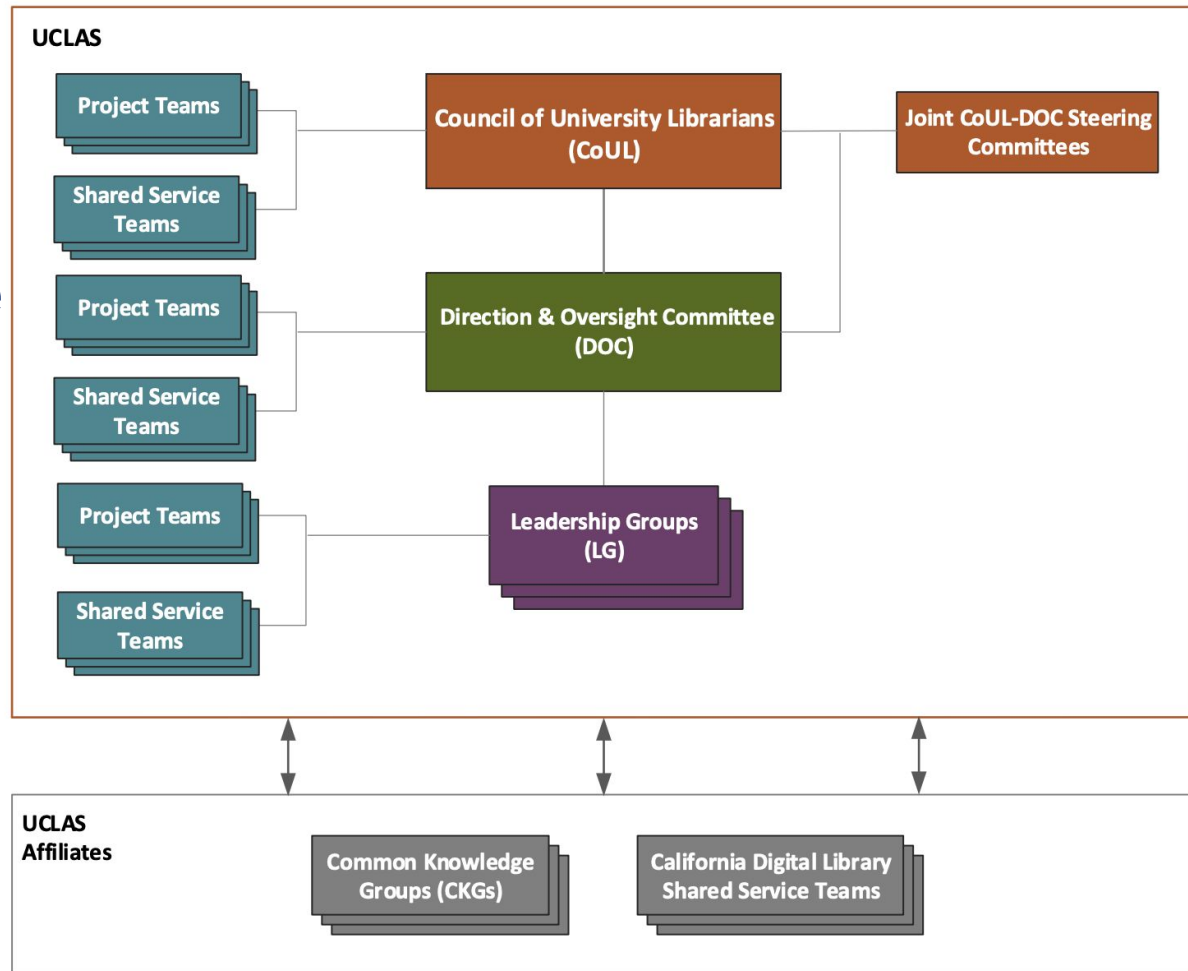 UCLAS
Project Teams
Council of University Librarians
(CoUL)
Joint CoUL-DOC Steering
Committees
Shared Service
Teams
Project Teams
Direction & Oversight Committee
(DOC)
Shared Service
Teams
Project Teams
Leadership Groups
(LG)
Shared Service
Teams
UCLAS
Affiliates
Common Knowledge
Groups (CKGs)
California Digital Library
Shared Service Teams